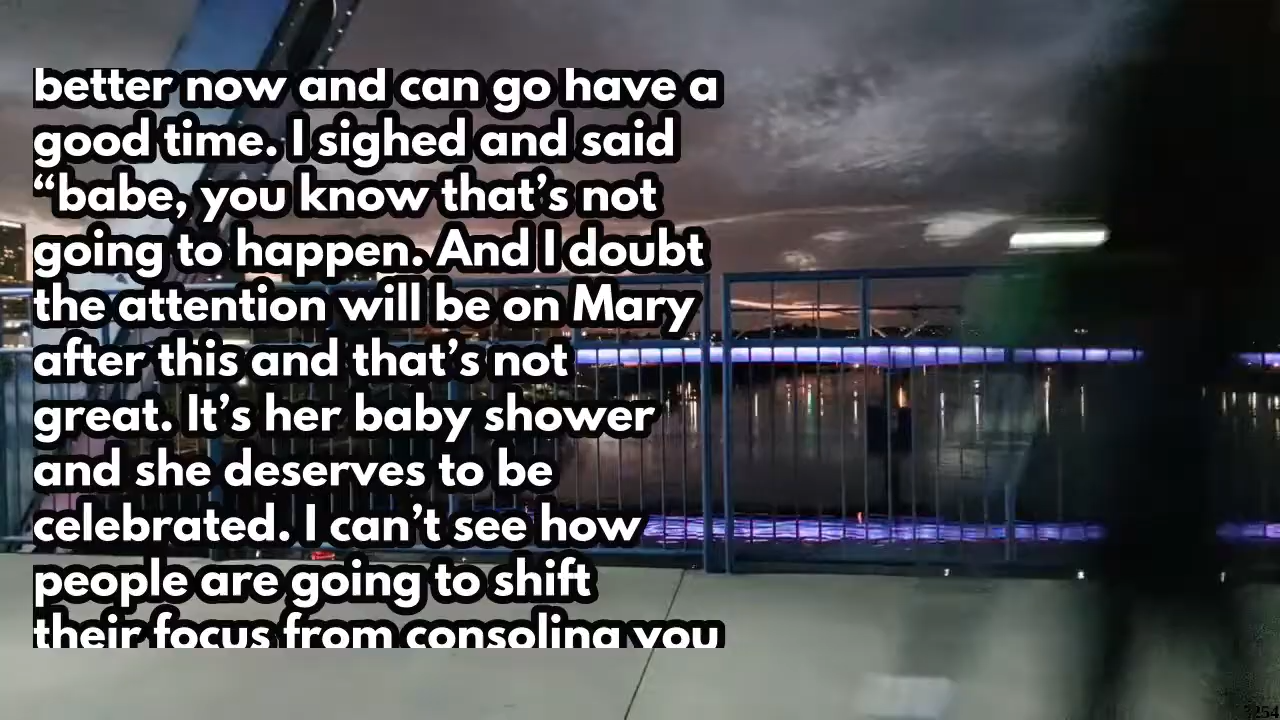 better now and can go have a
good time. I sighed and said
“babe, you know that’s not
going to happen. And I doubt
the attention will be on Mary
after this and that’s not
great. It’s her baby shower
and she deserves to be
celebrated. I can’t see how
people are going to shift
their focus from consoling you
7254